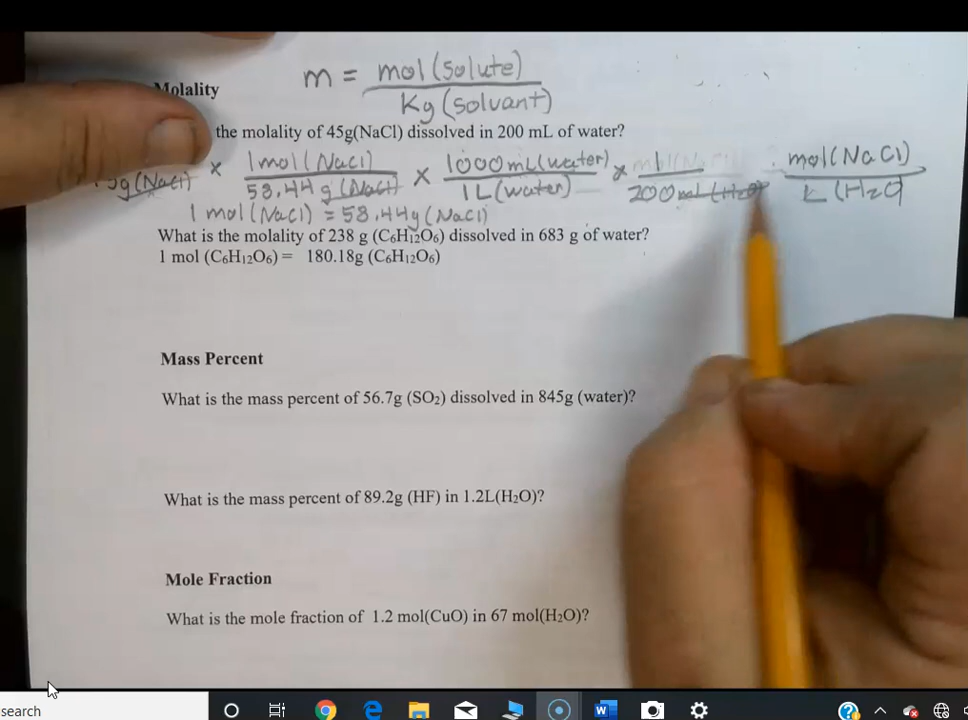 m = mol(solute)
Kg(solvant)
Molality
the molality of 45g(NaCl) dissolved in 200 mL of water?
g(NaCl) × 1mol(NaCl) × 1000mL(water) × 1 mol(NaCl)
58.44g(NaCl) 1L(water) 200mL(H2O) (H2O
1 mol(NaCl) = 58.44g(NaCl)
What is the molality of 238 g (C₆H₁₂O₆) dissolved in 683 g of water?
1 mol (C₆H₁₂O₆) = 180.18g (C₆H₁₂O₆)
Mass Percent
What is the mass percent of 56.7g (SO₂) dissolved in 845g (water)?
What is the mass percent of 89.2g (HF) in 1.2L(H₂O)?
Mole Fraction
What is the mole fraction of 1.2 mol(CuO) in 67 mol(H₂O)?
search